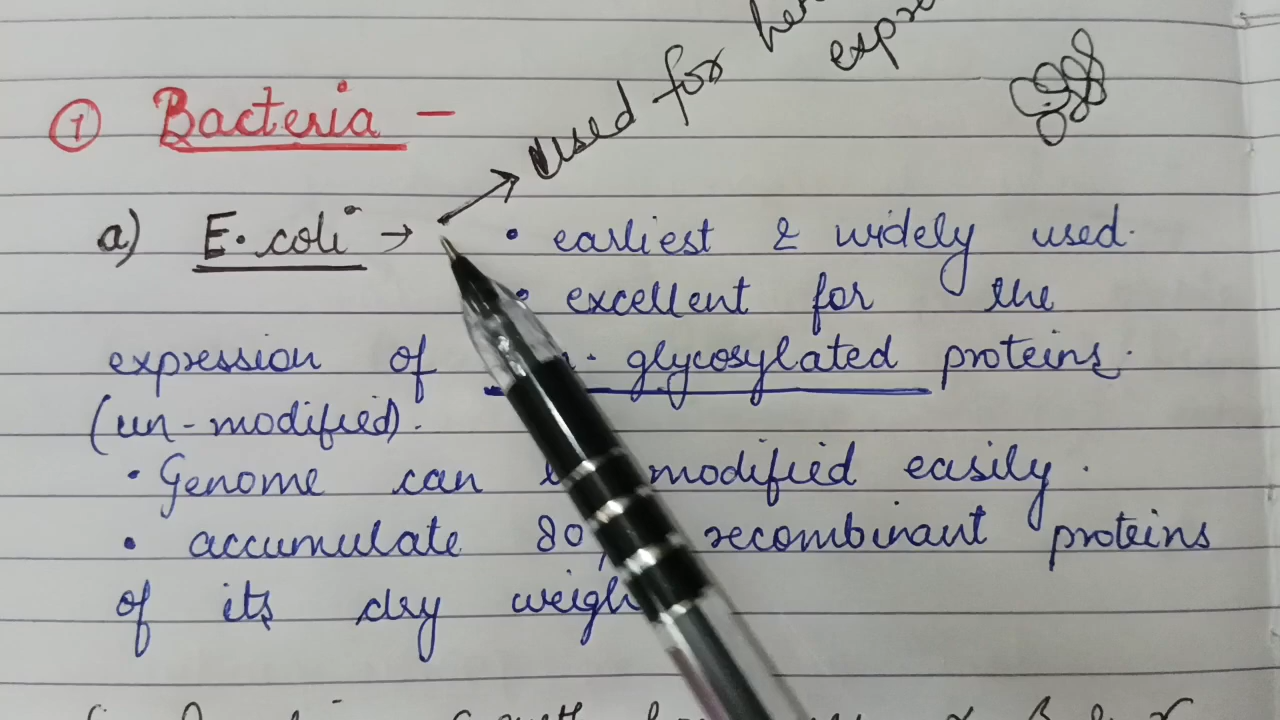 used for
expre
① Bacteria -
a) E. coli → • earliest & widely used.
• excellent for the
expression of glycosylated proteins.
(un-modified).
• Genome can modified easily.
• accumulate 80% recombinant proteins
of its dry weigh